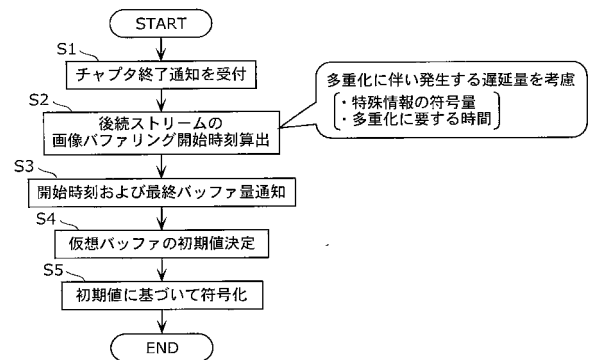 START
S1
チャプタ終了通知を受付
S2
後続ストリームの
画像バファリング開始時刻算出
多重化に伴い発生する遅延量を考慮
・特殊情報の符号量
・多重化に要する時間
S3
開始時刻および最終バッファ量通知
S4
仮想バッファの初期値決定
S5
初期値に基づいて符号化
END